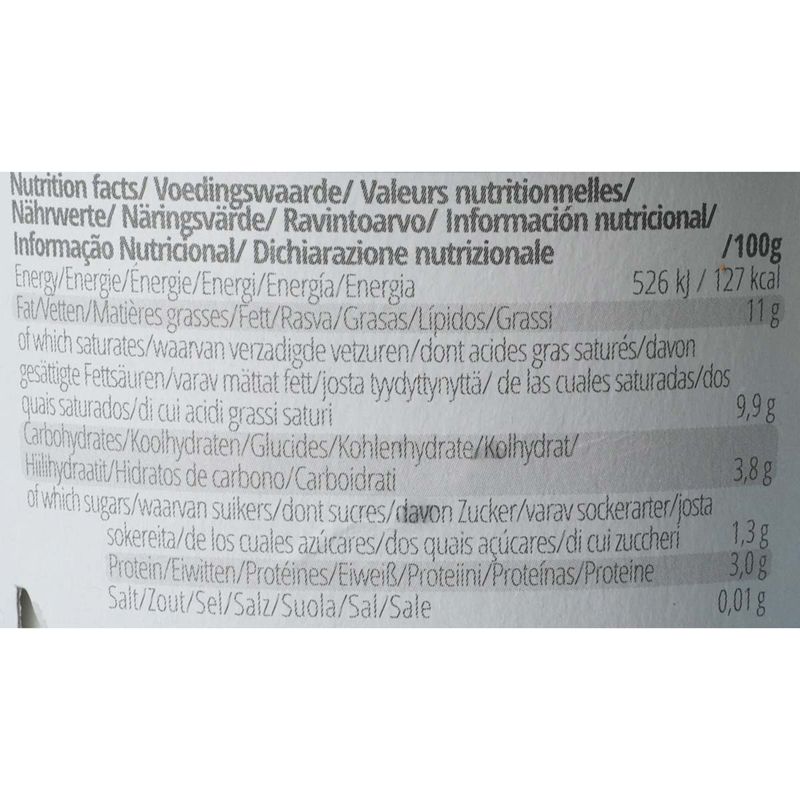 Nutrition facts/ Voedingswaarde/ Valeurs nutritionnelles/
Nährwerte/ Näringsvärde/ Ravintoarvo/ Información nutricional/
Informação Nutricional/ Dichiarazione nutrizionale /100g
Energy/Energie/Énergie/Energi/Energía/Energia 526 kJ / 127 kcal
Fat/Vetten/Matières grasses/Fett/Rasva/Grasas/Lípidos/Grassi 11 g
of which saturates/waarvan verzadigde vetzuren/dont acides gras saturés/davon
gesättigte Fettsäuren/varav mättat fett/josta tyydyttynyttä/ de las cuales saturadas/dos
quais saturados/di cui acidi grassi saturi 9,9 g
Carbohydrates/Koolhydraten/Glucides/Kohlenhydrate/Kolhydrat/
Hiilihydraatit/Hidratos de carbono/Carboidrati 3,8 g
of which sugars/waarvan suikers/dont sucres/davon Zucker/varav sockerarter/josta
sokereita/de los cuales azúcares/dos quais açúcares/di cui zuccheri 1,3 g
Protein/Eiwitten/Protéines/Eiweiß/Proteiini/Proteínas/Proteine 3,0 g
Salt/Zout/Sel/Salz/Suola/Sal/Sale 0,01 g